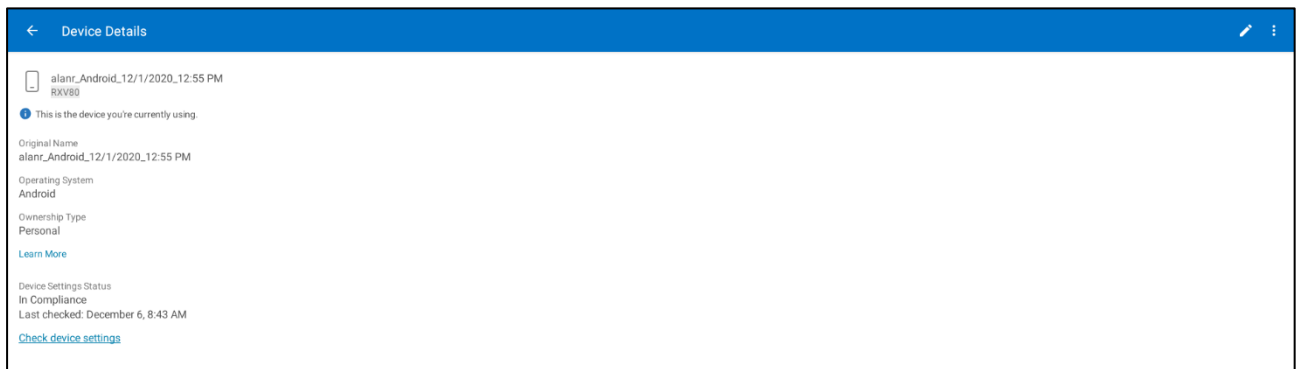 Device Details
alanr_Android_12/1/2020_12:55 PM
RXV80
This is the device you're currently using.
Original Name
alanr_Android_12/1/2020_12:55 PM
Operating System
Android
Ownership Type
Personal
Learn More
Device Settings Status
In Compliance
Last checked: December 6, 8:43 AM
Check device settings